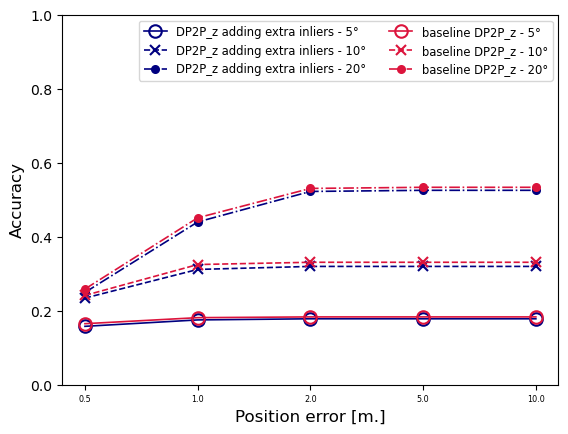 1.0
0.8
0.6
0.4
0.2
0.0
Accuracy
DP2P_z adding extra inliers - 5°
DP2P_z adding extra inliers - 10°
DP2P_z adding extra inliers - 20°
baseline DP2P_z - 5°
baseline DP2P_z - 10°
baseline DP2P_z - 20°
0.5 1.0 2.0 5.0 10.0
Position error [m.]